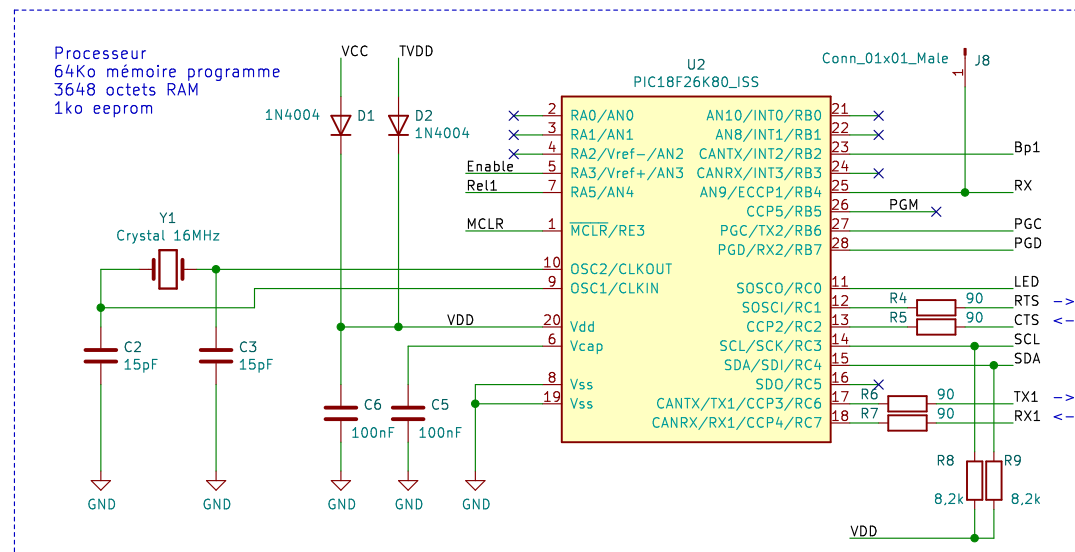 Processeur
64Ko mémoire programme
3648 octets RAM
1ko eeprom
VCC
TVDD
1N4004
D1
D2
1N4004
Conn_01x01_Male
J8
1
U2
PIC18F26K80_ISS
2 RA0/AN0
3 RA1/AN1
4 RA2/Vref-/AN2
Enable 5 RA3/Vref+/AN3
Rel1 7 RA5/AN4
MCLR 1 MCLR/RE3
10 OSC2/CLKOUT
9 OSC1/CLKIN
VDD 20 Vdd
6 Vcap
8 Vss
19 Vss
AN10/INT0/RB0 21
AN8/INT1/RB1 22
CANTX/INT2/RB2 23 Bp1
CANRX/INT3/RB3 24
AN9/ECCP1/RB4 25 RX
CCP5/RB5 26 PGM
PGC/TX2/RB6 27 PGC
PGD/RX2/RB7 28 PGD
SOSCO/RC0 11 LED
SOSCI/RC1 12 R4 90 RTS ->
CCP2/RC2 13 R5 90 CTS <-
SCL/SCK/RC3 14 SCL
SDA/SDI/RC4 15 SDA
SDO/RC5 16
CANTX/TX1/CCP3/RC6 17 R6 90 TX1 ->
CANRX/RX1/CCP4/RC7 18 R7 90 RX1 <-
Y1
Crystal 16MHz
C2
15pF
C3
15pF
C6
100nF
C5
100nF
R8
8,2k
R9
8,2k
GND
GND
GND
GND
GND
VDD